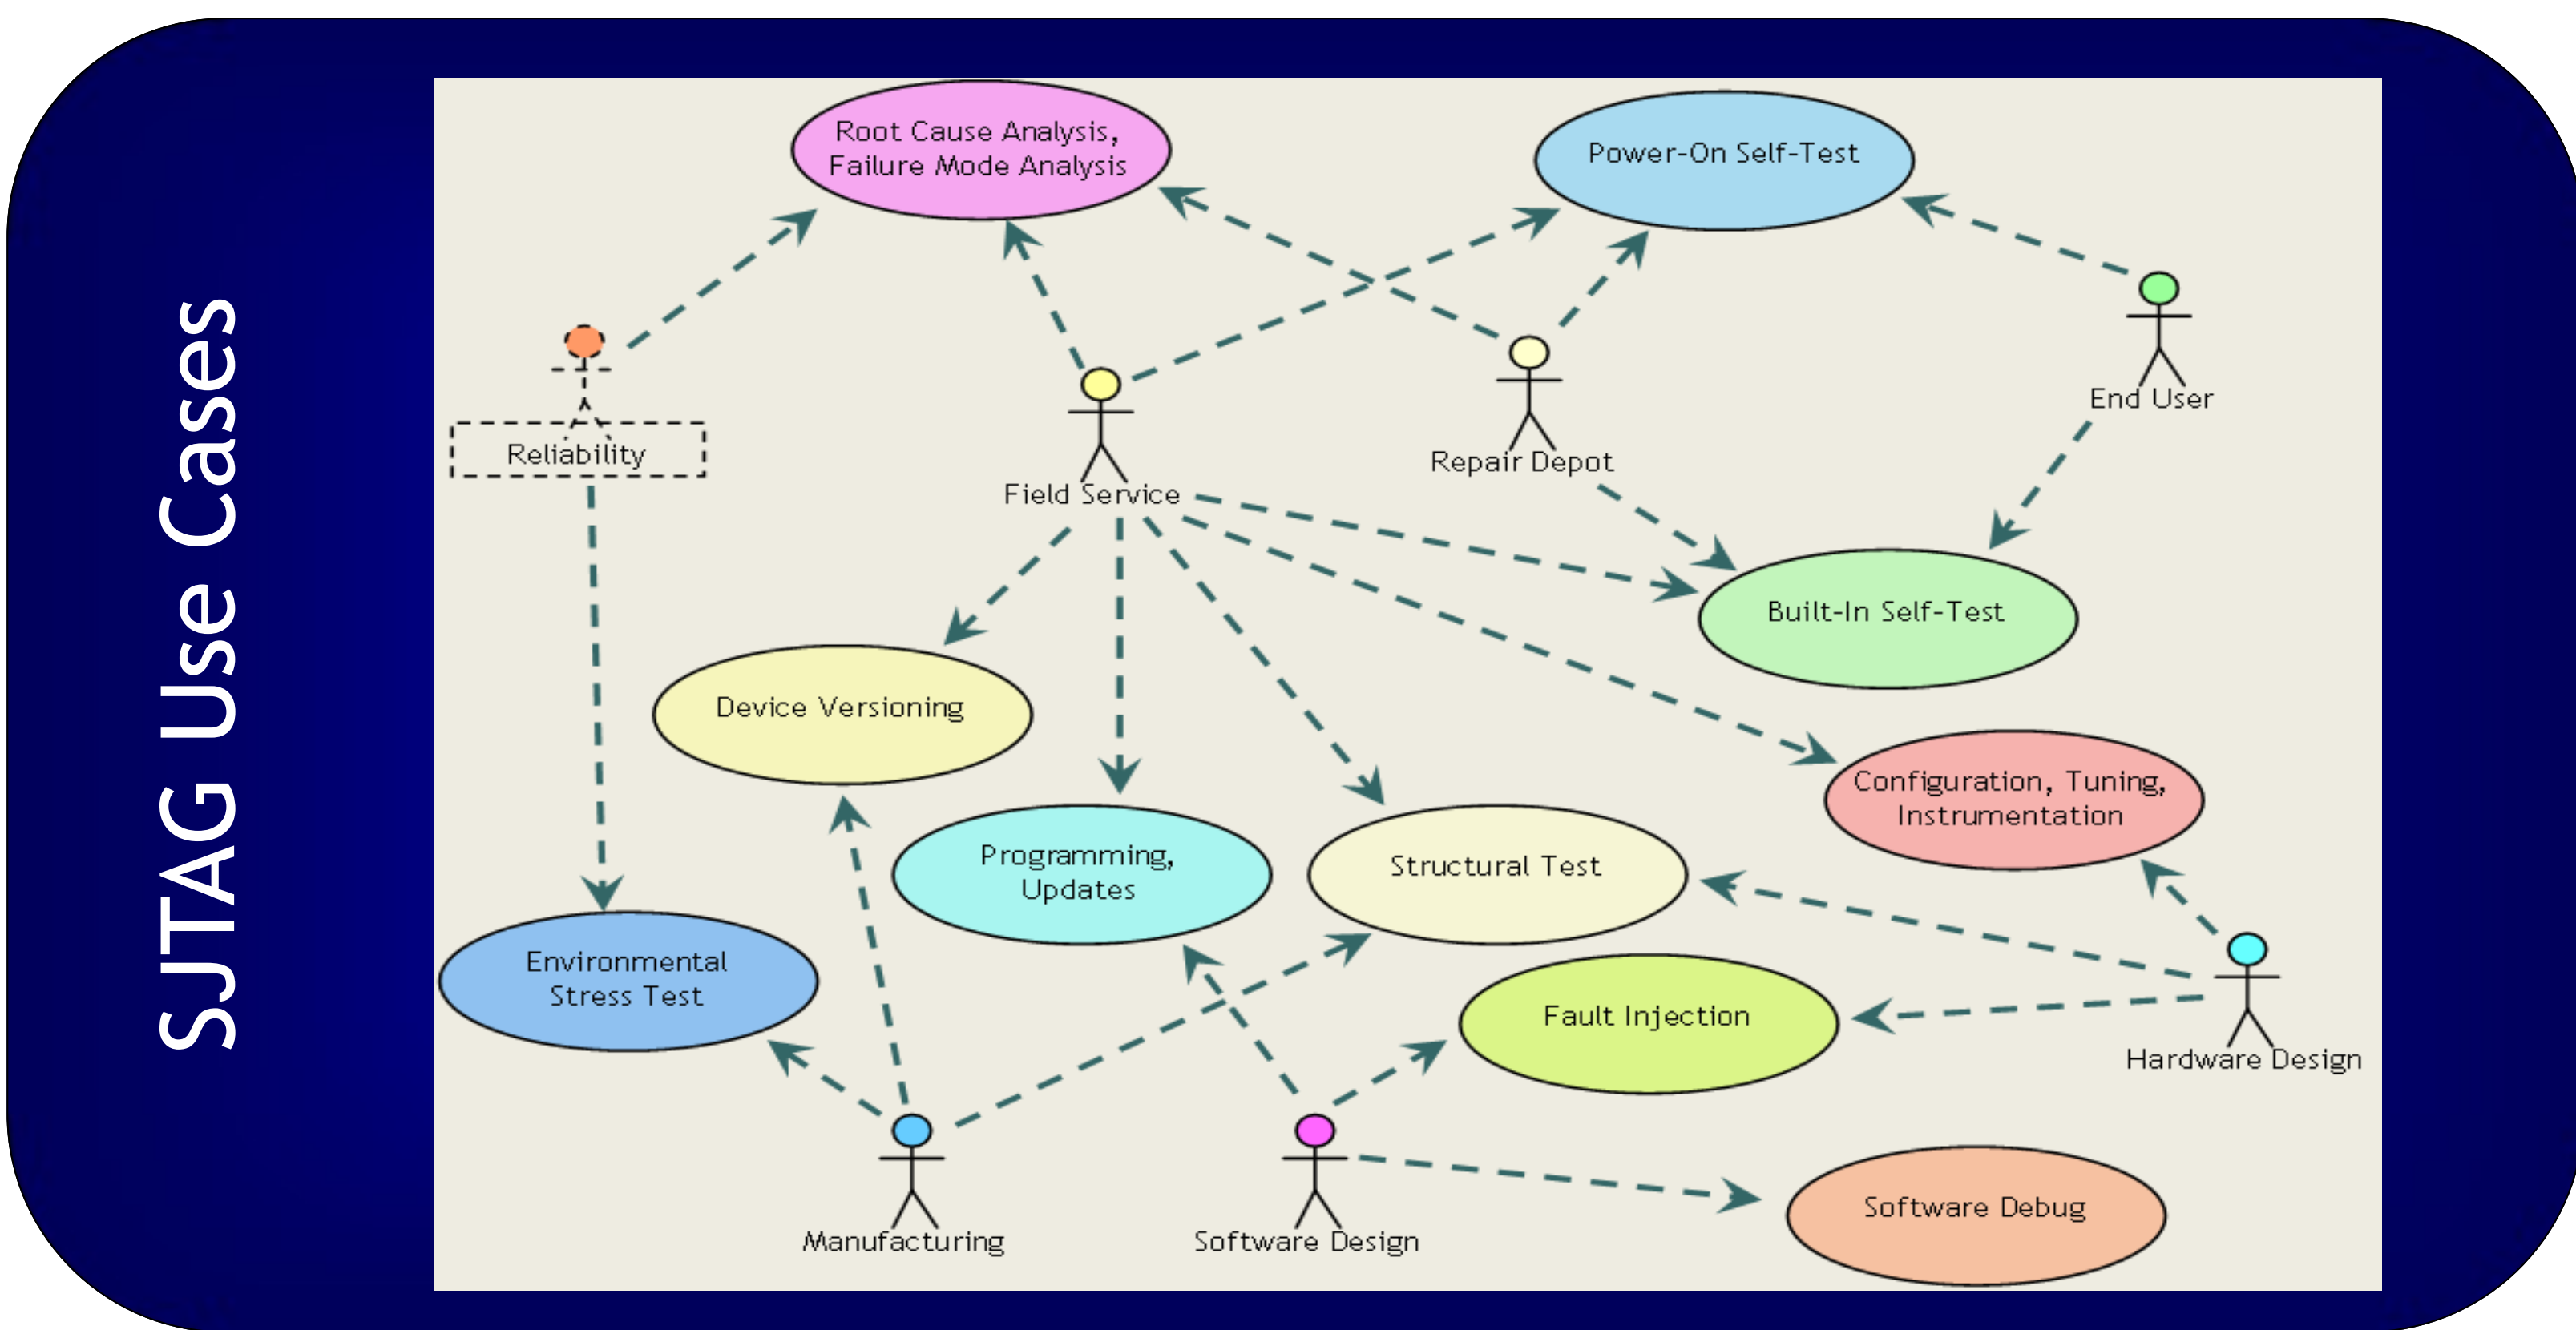 SJTAG Use Cases
Root Cause Analysis,
Failure Mode Analysis
Power-On Self-Test
End User
Reliability
Field Service
Repair Depot
Built-In Self-Test
Device Versioning
Configuration, Tuning,
Instrumentation
Programming,
Updates
Structural Test
Environmental
Stress Test
Fault Injection
Hardware Design
Software Debug
Manufacturing
Software Design